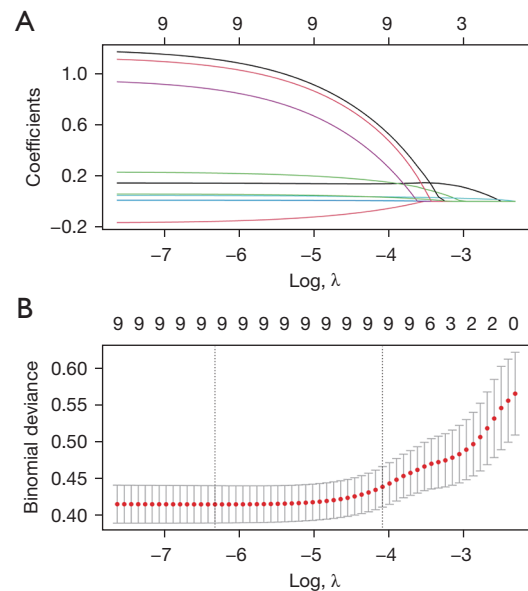 A
9 9 9 9 3
Coefficients
1.0
0.6
0.2
−0.2
−7 −6 −5 −4 −3
Log, λ
B
9 9 9 9 9 9 9 9 9 9 9 9 9 9 9 6 3 2 2 0
Binomial deviance
0.60
0.55
0.50
0.45
0.40
−7 −6 −5 −4 −3
Log, λ